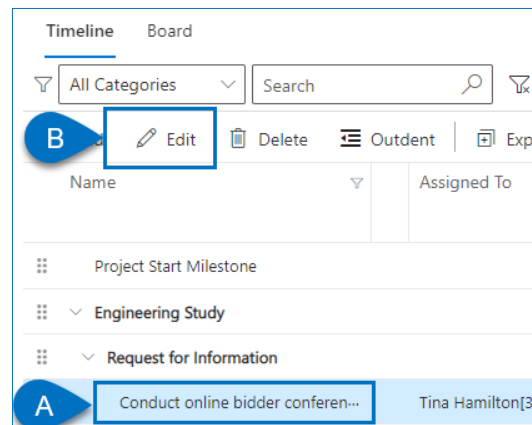 Timeline Board
All Categories Search
B Edit Delete Outdent
Name Assigned To
Project Start Milestone
Engineering Study
Request for Information
A Conduct online bidder conferen... Tina Hamilton[3